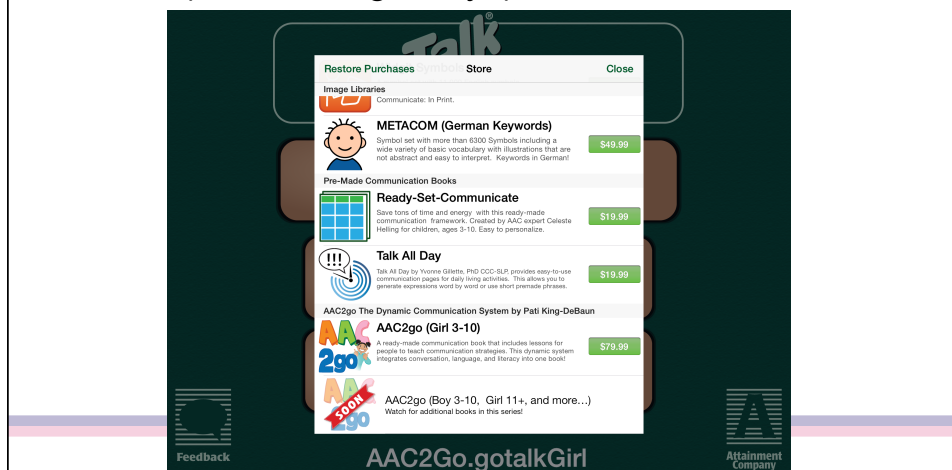 Talk
Restore Purchases Symbols Store Close
Image Libraries
Communicate: In Print.
METACOM (German Keywords)
Symbol set with more than 6300 Symbols including a
wide variety of basic vocabulary with illustrations that are
not abstract and easy to interpret. Keywords in German!
$49.99
Pre-Made Communication Books
Ready-Set-Communicate
Save tons of time and energy with this ready-made
communication framework. Created by AAC expert Celeste
Helling for children, ages 3-10. Easy to personalize.
$19.99
!!!
Talk All Day
Talk All Day by Yvonne Gillette, PhD CCC-SLP, provides easy-to-use
communication pages for daily living activities. This allows you to
generate expressions word by word or use short premade phrases.
$19.99
AAC2go The Dynamic Communication System by Pati King-DeBaun
AAC
2go
AAC2go (Girl 3-10)
A ready-made communication book that includes lessons for
people to teach communication strategies. This dynamic system
integrates conversation, language, and literacy into one book!
$79.99
AAC
SOON
2go
AAC2go (Boy 3-10, Girl 11+, and more...)
Watch for additional books in this series!
Feedback
AAC2Go.gotalkGirl
Attainment
Company